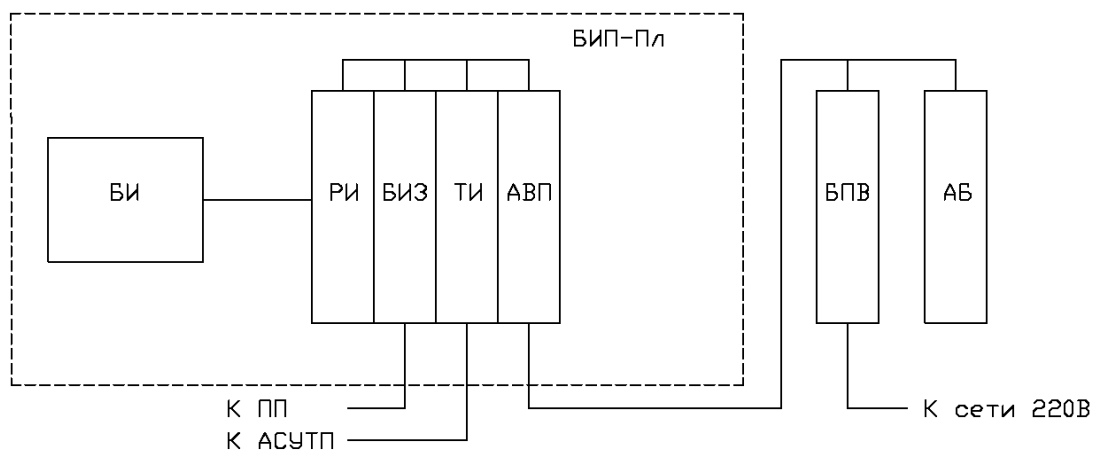 БИП-Пл
БИ
РИ
БИЗ
ТИ
АВП
БПВ
АБ
К ПП
К АСУТП
К сети 220В